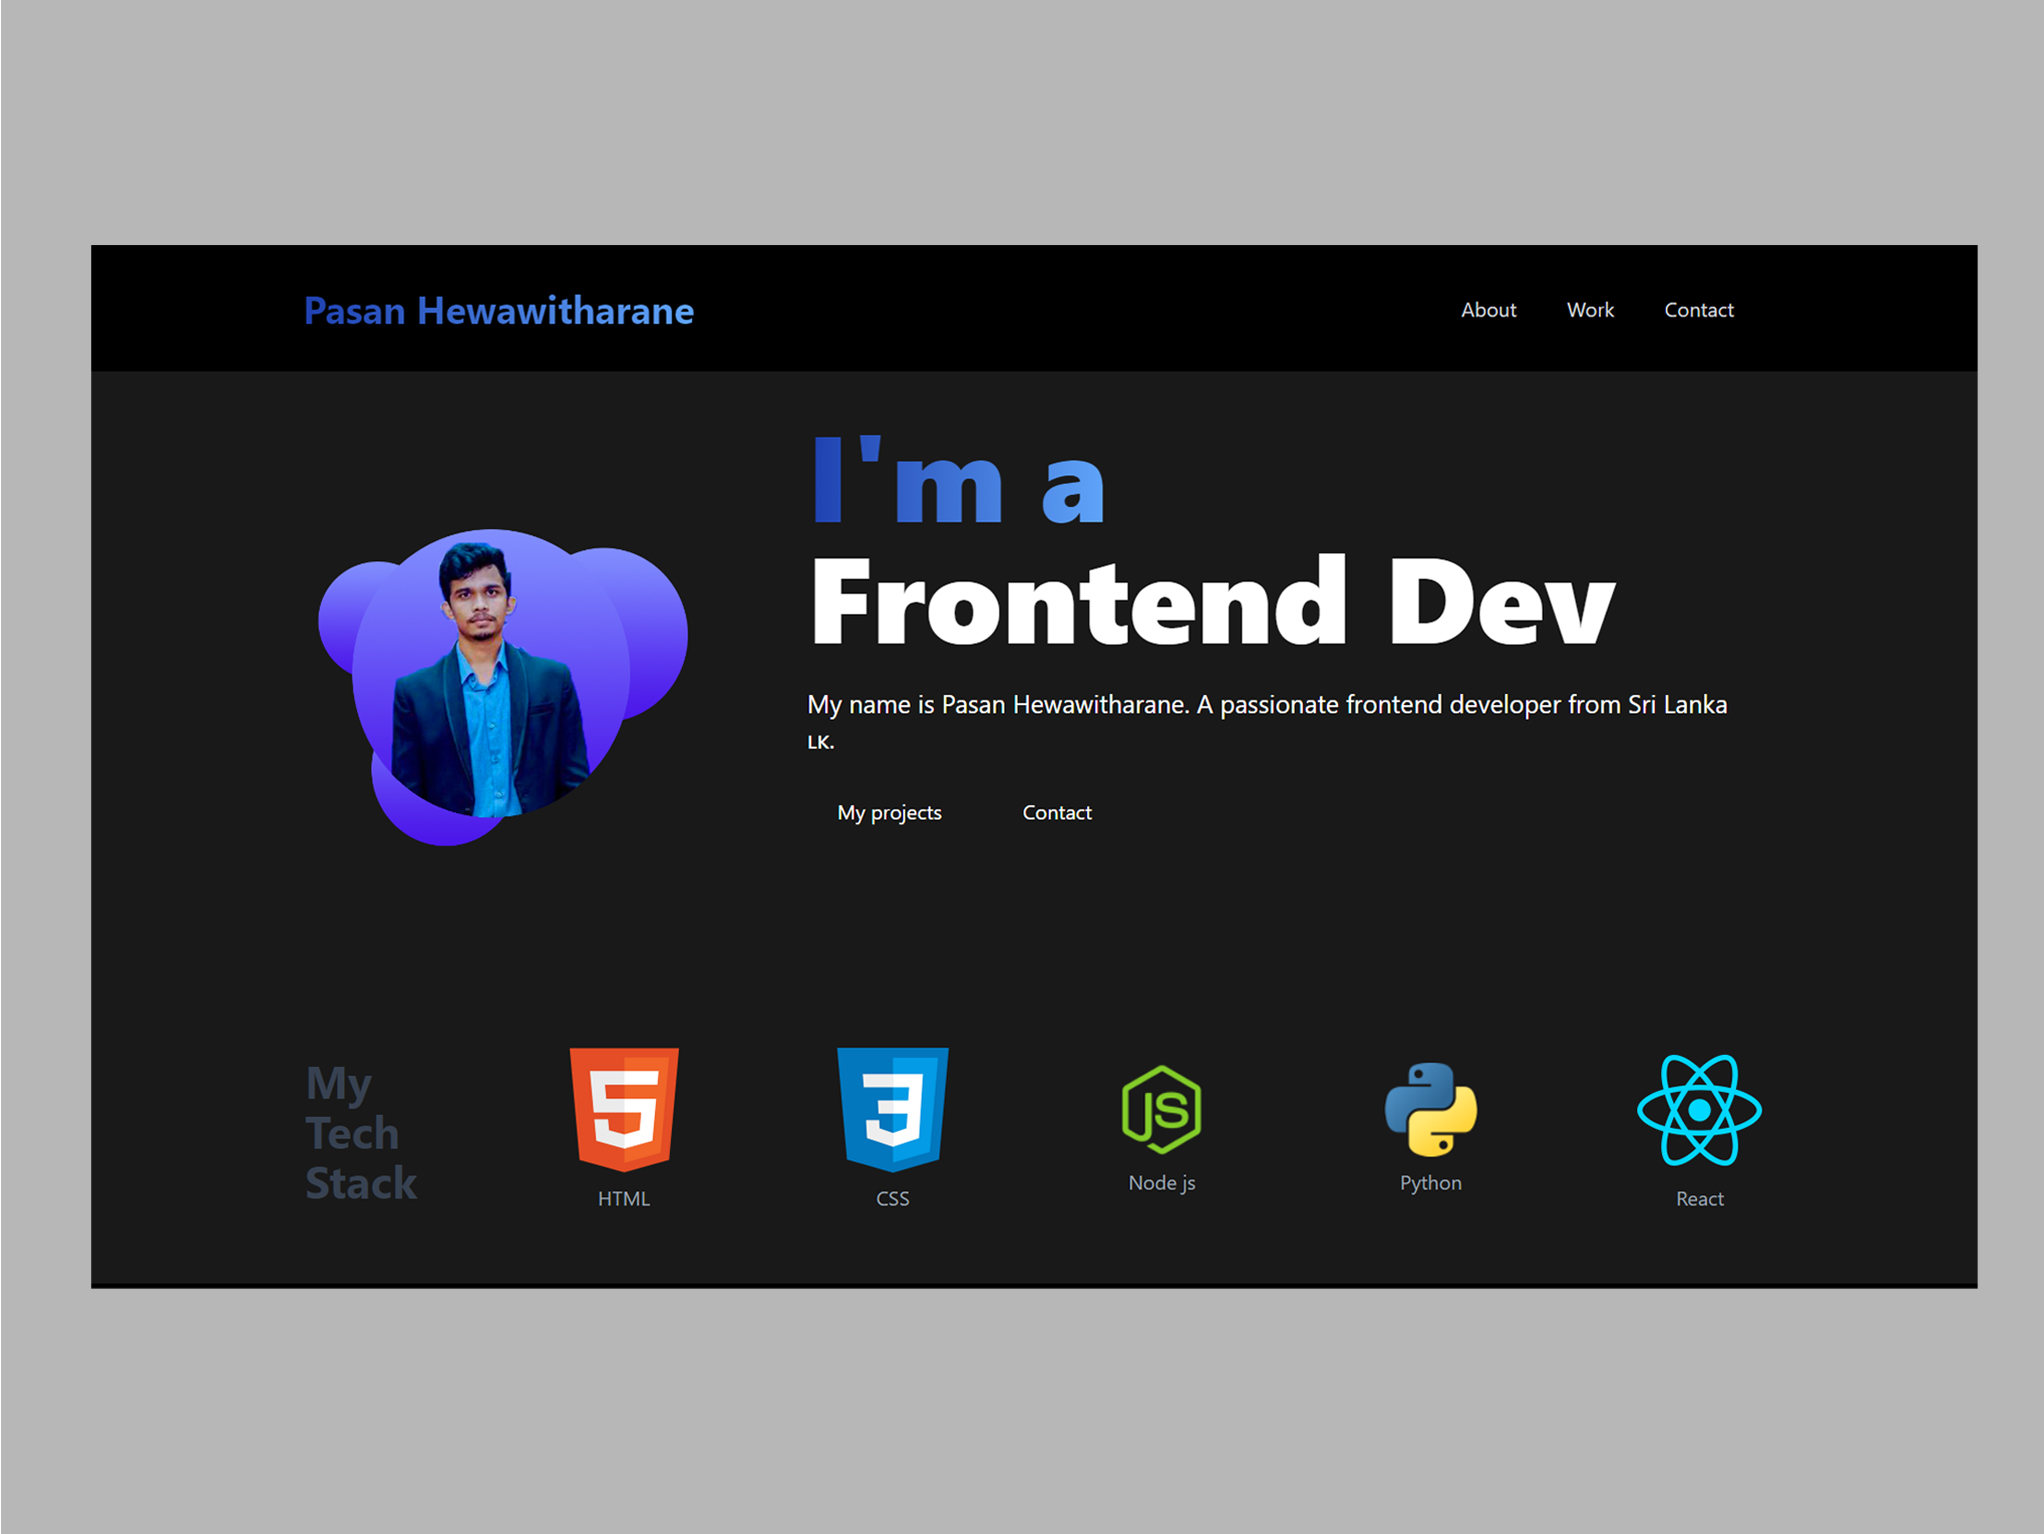 Pasan Hewawitharane
About Work Contact
I'm a
Frontend Dev
My name is Pasan Hewawitharane. A passionate frontend developer from Sri Lanka
LK.
My projects Contact
My
Tech
Stack
5
3
JS
HTML
CSS
Node js
Python
React